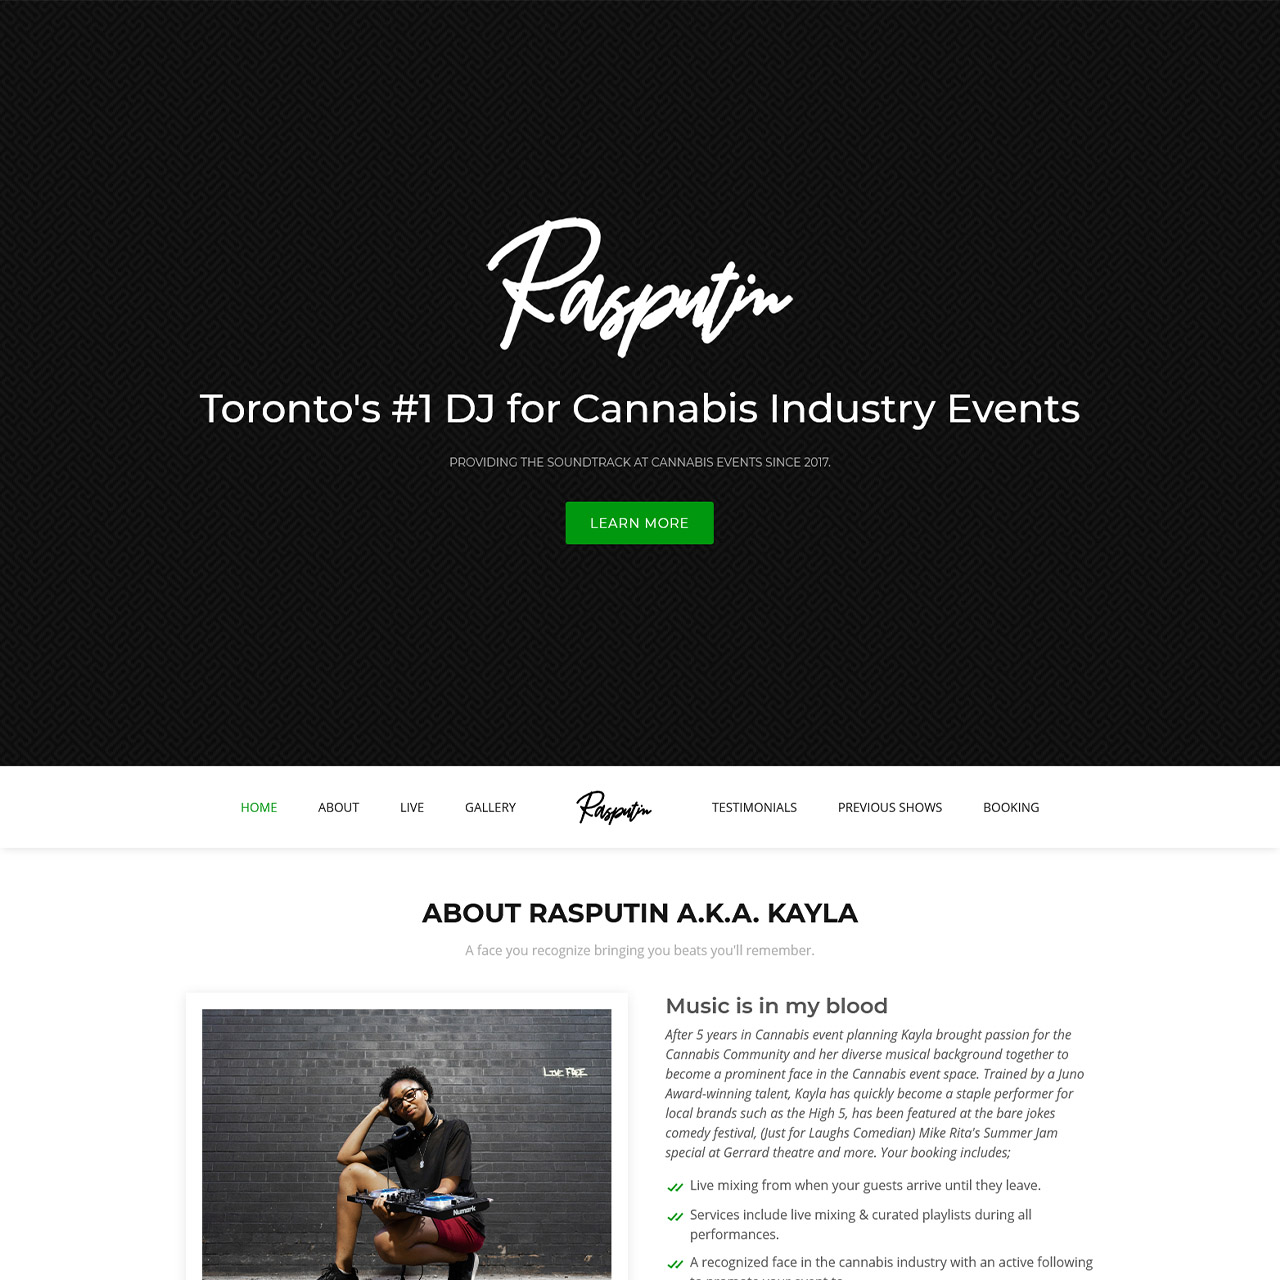 Rasputin
Toronto's #1 DJ for Cannabis Industry Events
PROVIDING THE SOUNDTRACK AT CANNABIS EVENTS SINCE 2017.
LEARN MORE
HOME ABOUT LIVE GALLERY Rasputin TESTIMONIALS PREVIOUS SHOWS BOOKING
ABOUT RASPUTIN A.K.A. KAYLA
A face you recognize bringing you beats you'll remember.
LIVE FREE
Numark Numark
Music is in my blood
After 5 years in Cannabis event planning Kayla brought passion for the
Cannabis Community and her diverse musical background together to
become a prominent face in the Cannabis event space. Trained by a Juno
Award-winning talent, Kayla has quickly become a staple performer for
local brands such as the High 5, has been featured at the bare jokes
comedy festival, (Just for Laughs Comedian) Mike Rita's Summer Jam
special at Gerrard theatre and more. Your booking includes;
Live mixing from when your guests arrive until they leave.
Services include live mixing & curated playlists during all
performances.
A recognized face in the cannabis industry with an active following